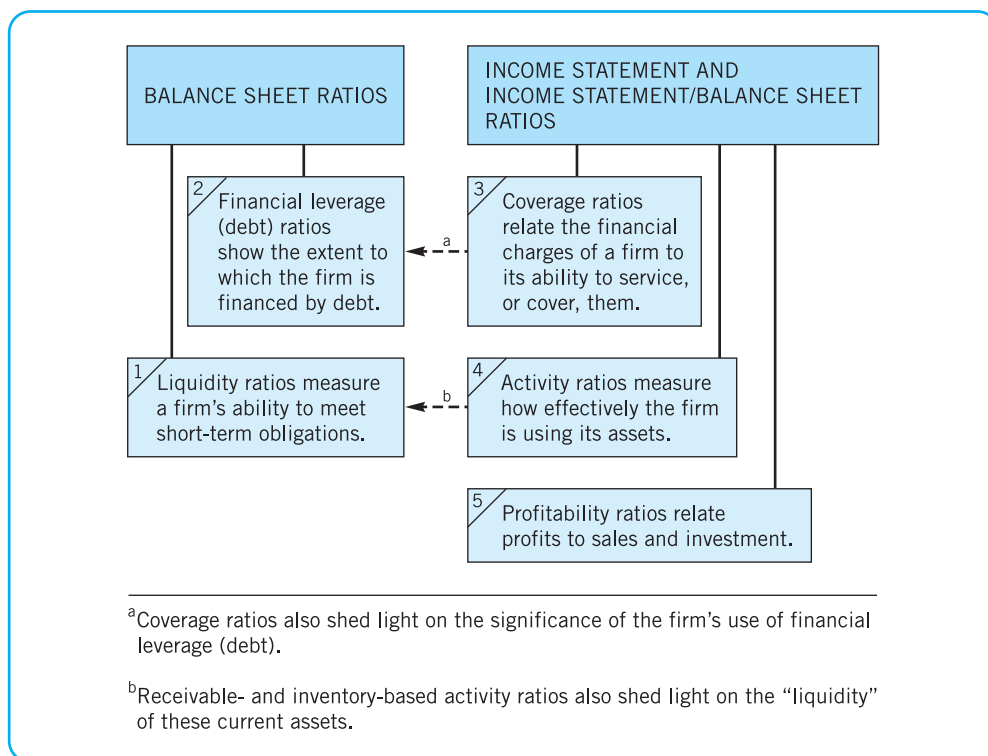 BALANCE SHEET RATIOS
INCOME STATEMENT AND
INCOME STATEMENT/BALANCE SHEET
RATIOS
2
Financial leverage
(debt) ratios
show the extent to
which the firm is
financed by debt.
a
3
Coverage ratios
relate the financial
charges of a firm to
its ability to service,
or cover, them.
1
Liquidity ratios measure
a firm’s ability to meet
short-term obligations.
b
4
Activity ratios measure
how effectively the firm
is using its assets.
5
Profitability ratios relate
profits to sales and investment.
aCoverage ratios also shed light on the significance of the firm’s use of financial
leverage (debt).
bReceivable- and inventory-based activity ratios also shed light on the “liquidity”
of these current assets.